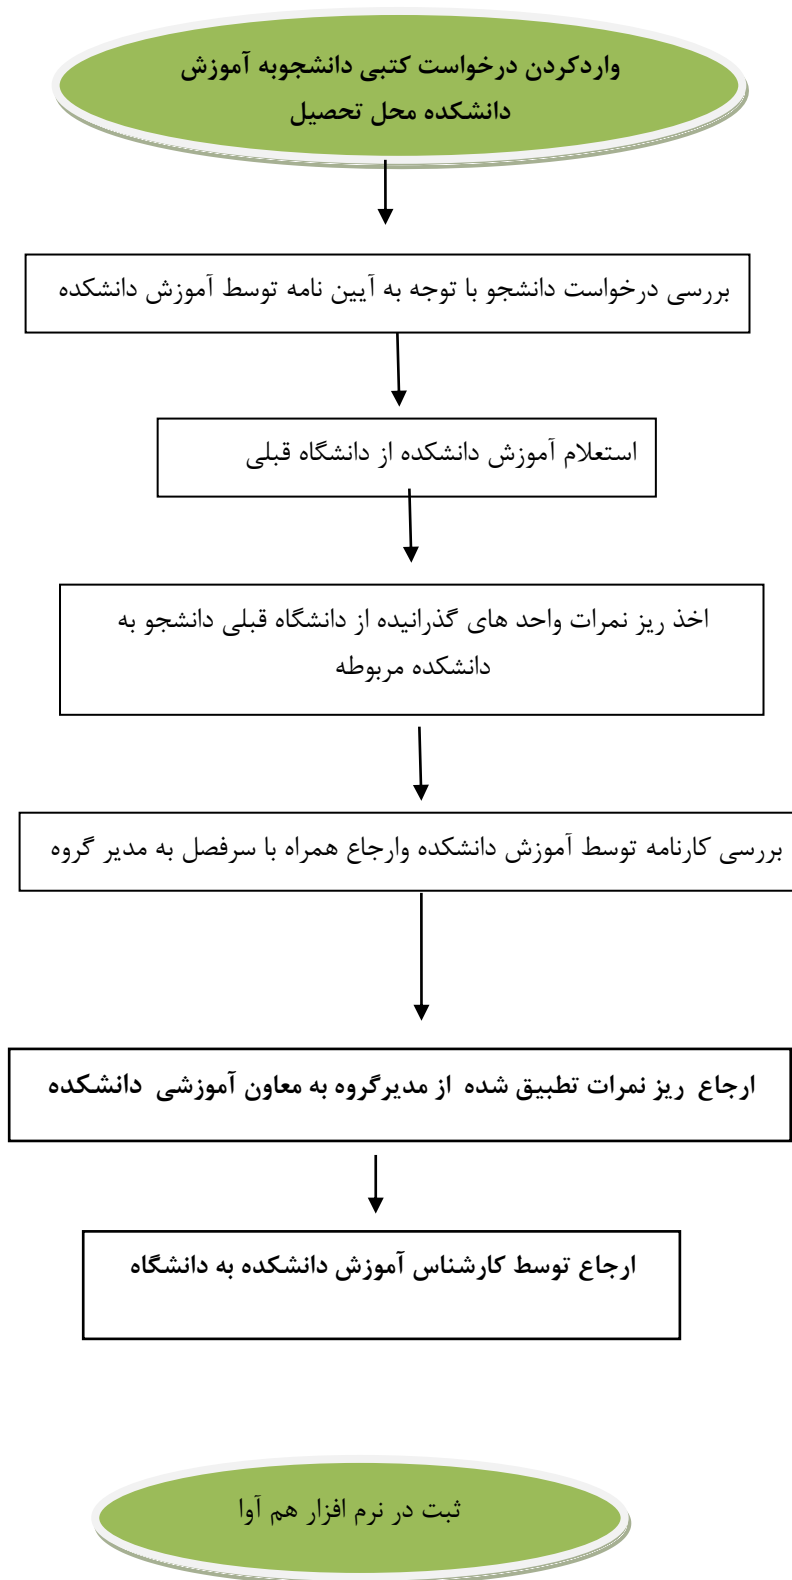 واردکردن درخواست کتبی دانشجوبه آموزش
دانشکده محل تحصیل
بررسی درخواست دانشجو با توجه به آیین نامه توسط آموزش دانشکده
استعلام آموزش دانشکده از دانشگاه قبلی
اخذ ریز نمرات واحد های گذرانیده از دانشگاه قبلی دانشجو به
دانشکده مربوطه
بررسی کارنامه توسط آموزش دانشکده وارجاع همراه با سرفصل به مدیر گروه
ارجاع ریز نمرات تطبیق شده از مدیرگروه به معاون آموزشی دانشکده
ارجاع توسط کارشناس آموزش دانشکده به دانشگاه
ثبت در نرم افزار هم آوا